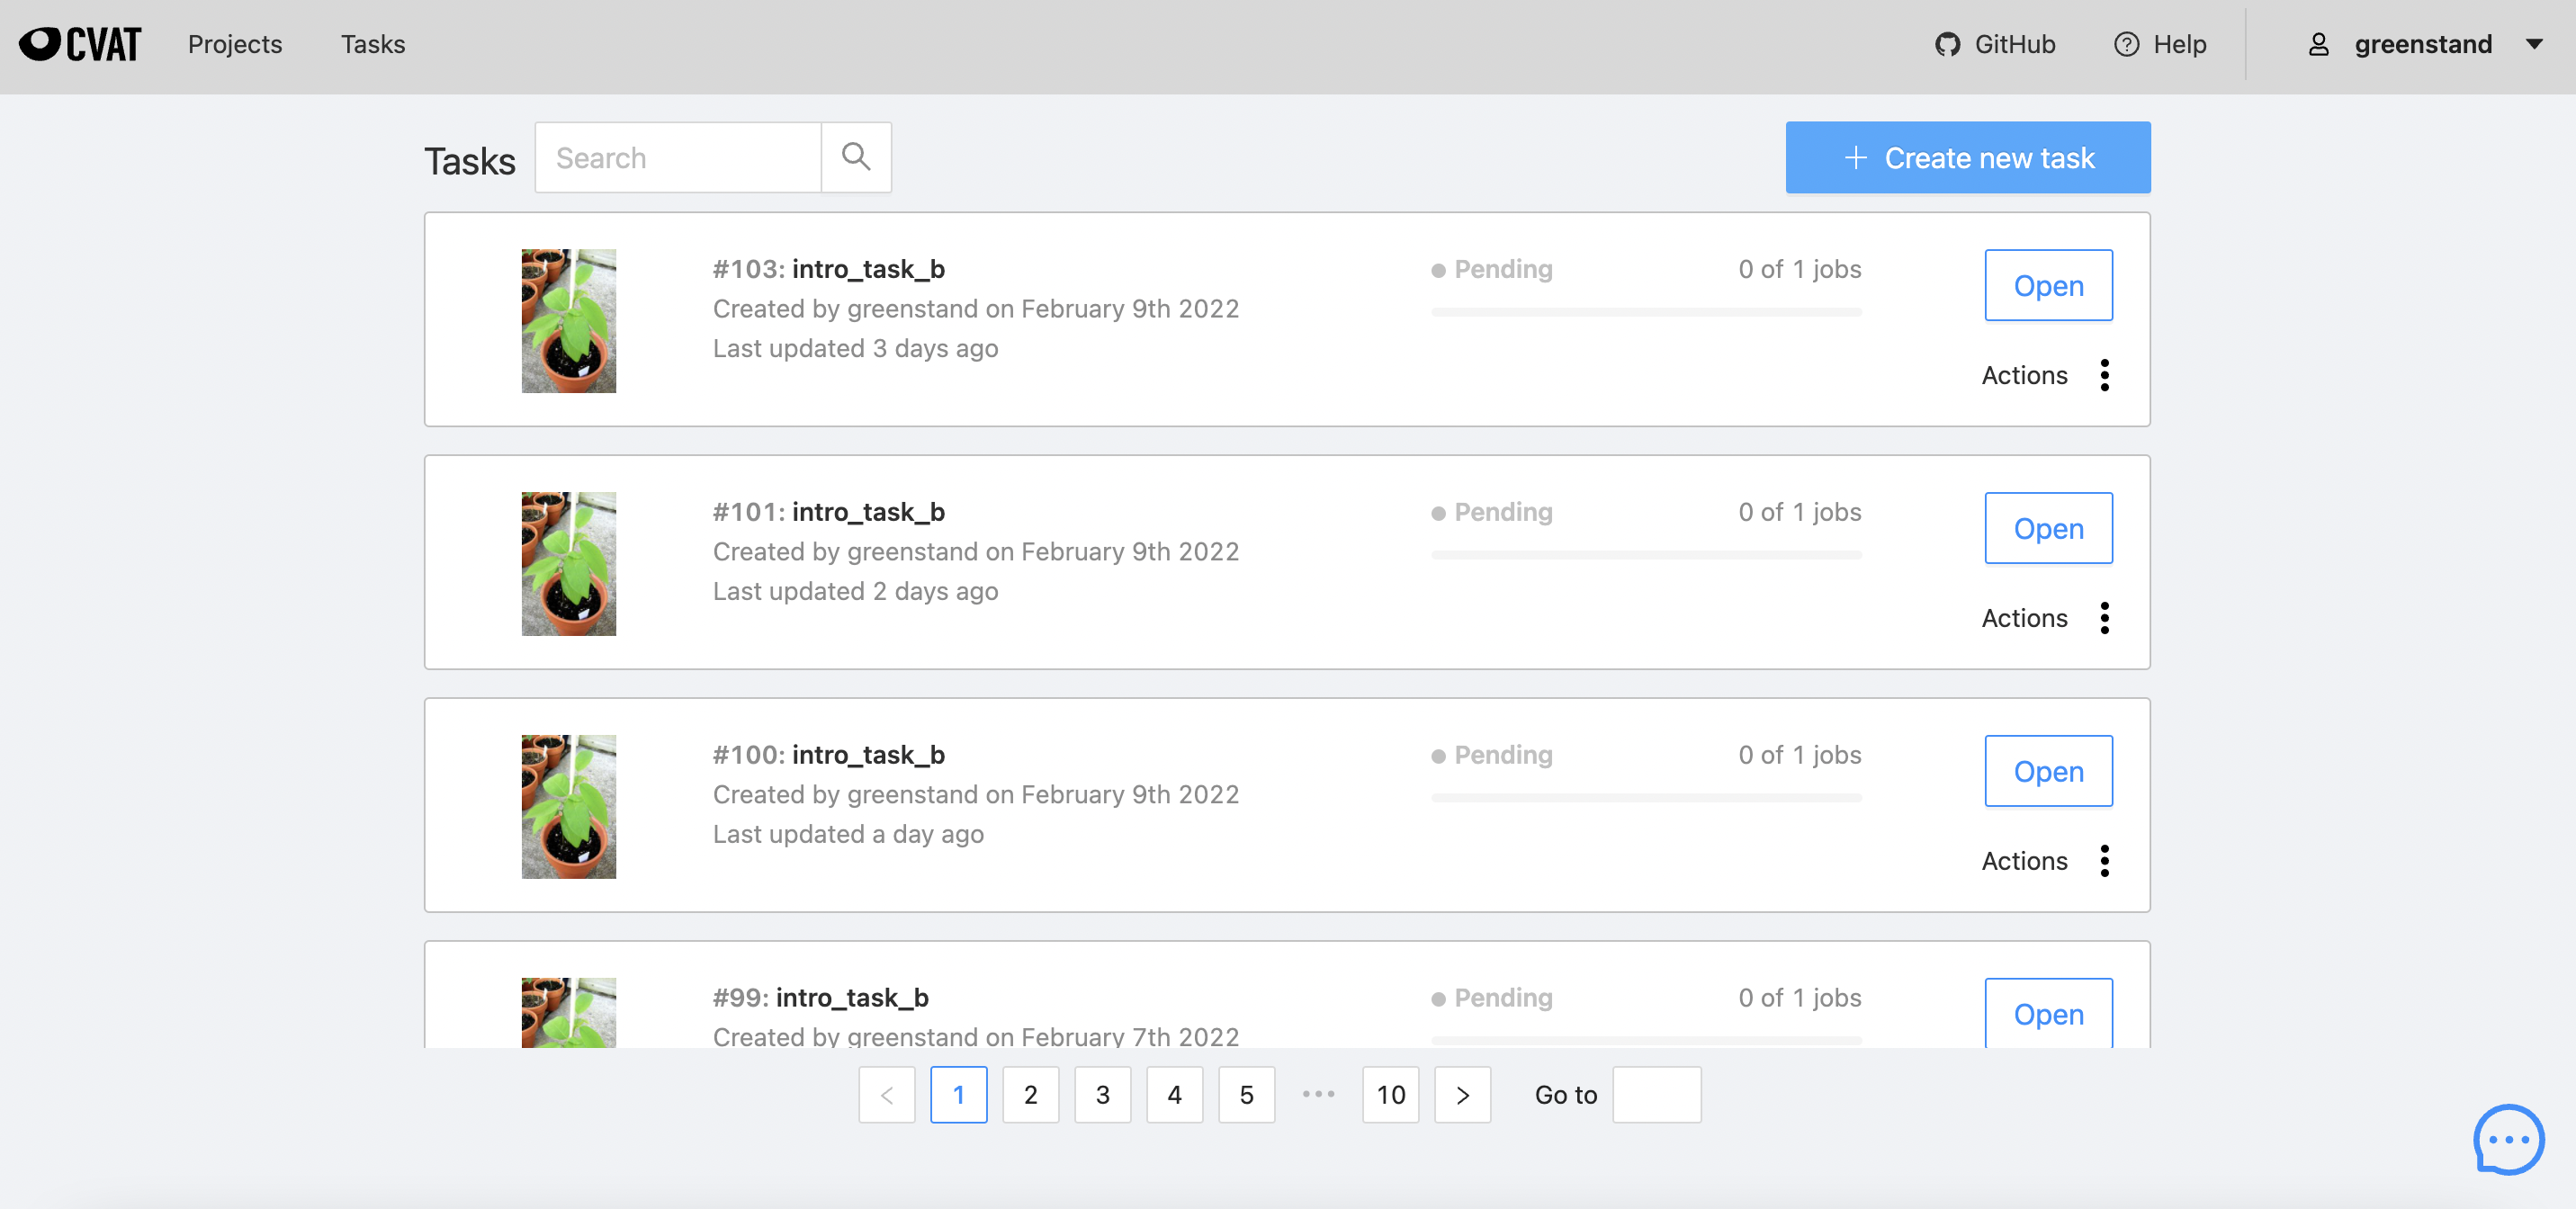 CVAT Projects Tasks GitHub Help greenstand
Tasks Search + Create new task
#103: intro_task_b Pending 0 of 1 jobs Open
Created by greenstand on February 9th 2022
Last updated 3 days ago
Actions
#101: intro_task_b Pending 0 of 1 jobs Open
Created by greenstand on February 9th 2022
Last updated 2 days ago
Actions
#100: intro_task_b Pending 0 of 1 jobs Open
Created by greenstand on February 9th 2022
Last updated a day ago
Actions
#99: intro_task_b Pending 0 of 1 jobs Open
Created by greenstand on February 7th 2022
< 1 2 3 4 5 ••• 10 > Go to